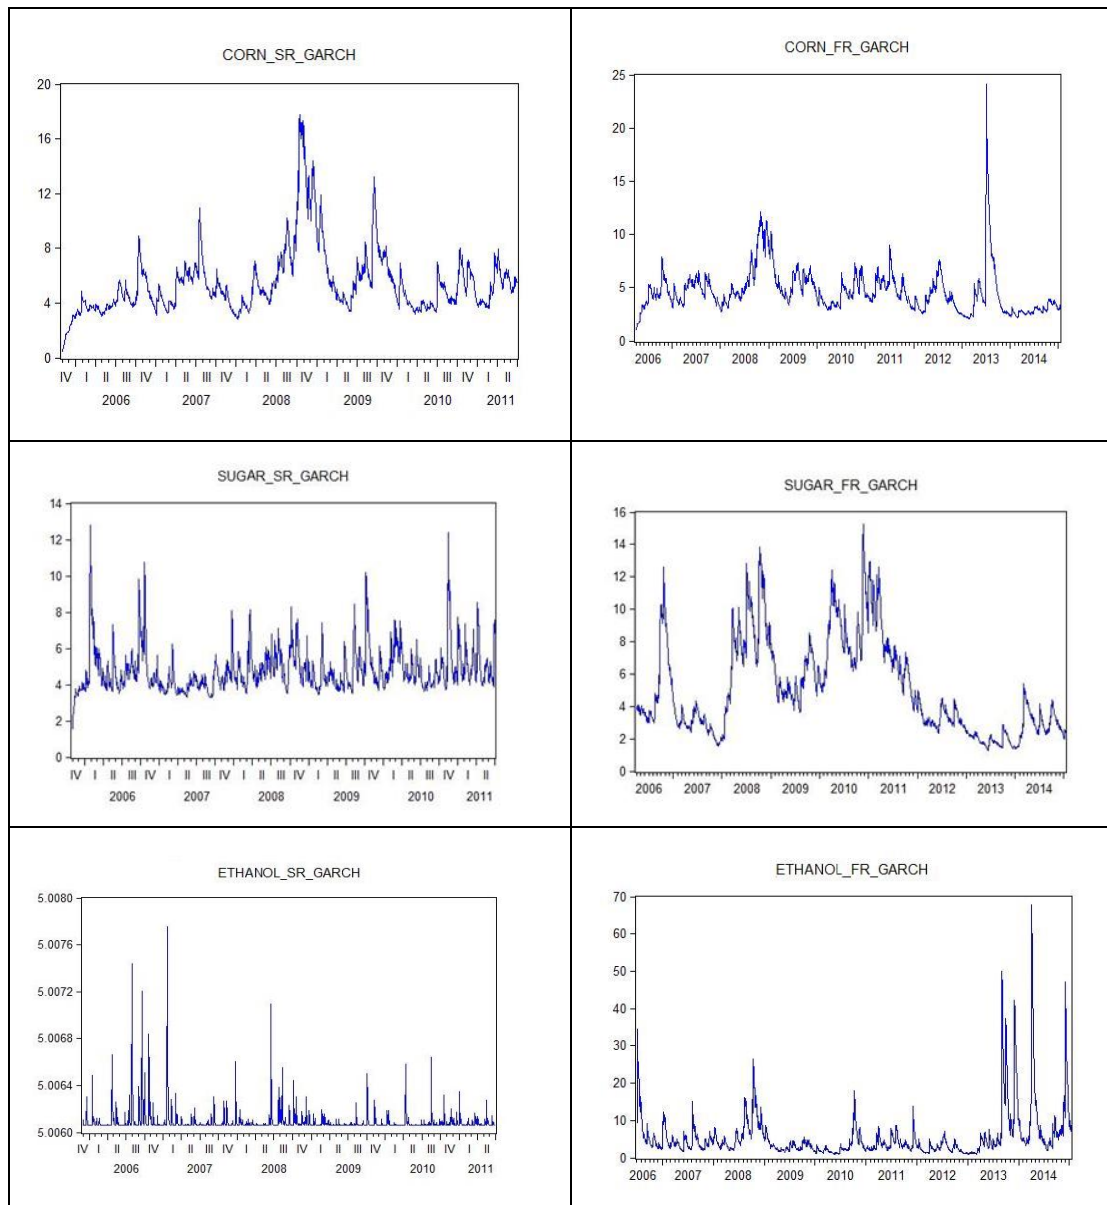 CORN_SR_GARCH
20
16
12
8
4
0
IV I II III IV I II III IV I II III IV I II III IV I II III IV I II
2006 2007 2008 2009 2010 2011
CORN_FR_GARCH
25
20
15
10
5
0
2006 2007 2008 2009 2010 2011 2012 2013 2014
SUGAR_SR_GARCH
14
12
10
8
6
4
2
0
IV I II III IV I II III IV I II III IV I II III IV I II III IV I II
2006 2007 2008 2009 2010 2011
SUGAR_FR_GARCH
16
14
12
10
8
6
4
2
0
2006 2007 2008 2009 2010 2011 2012 2013 2014
ETHANOL_SR_GARCH
5.0080
5.0076
5.0072
5.0068
5.0064
5.0060
IV I II III IV I II III IV I II III IV I II III IV I II III IV I II
2006 2007 2008 2009 2010 2011
ETHANOL_FR_GARCH
70
60
50
40
30
20
10
0
2006 2007 2008 2009 2010 2011 2012 2013 2014